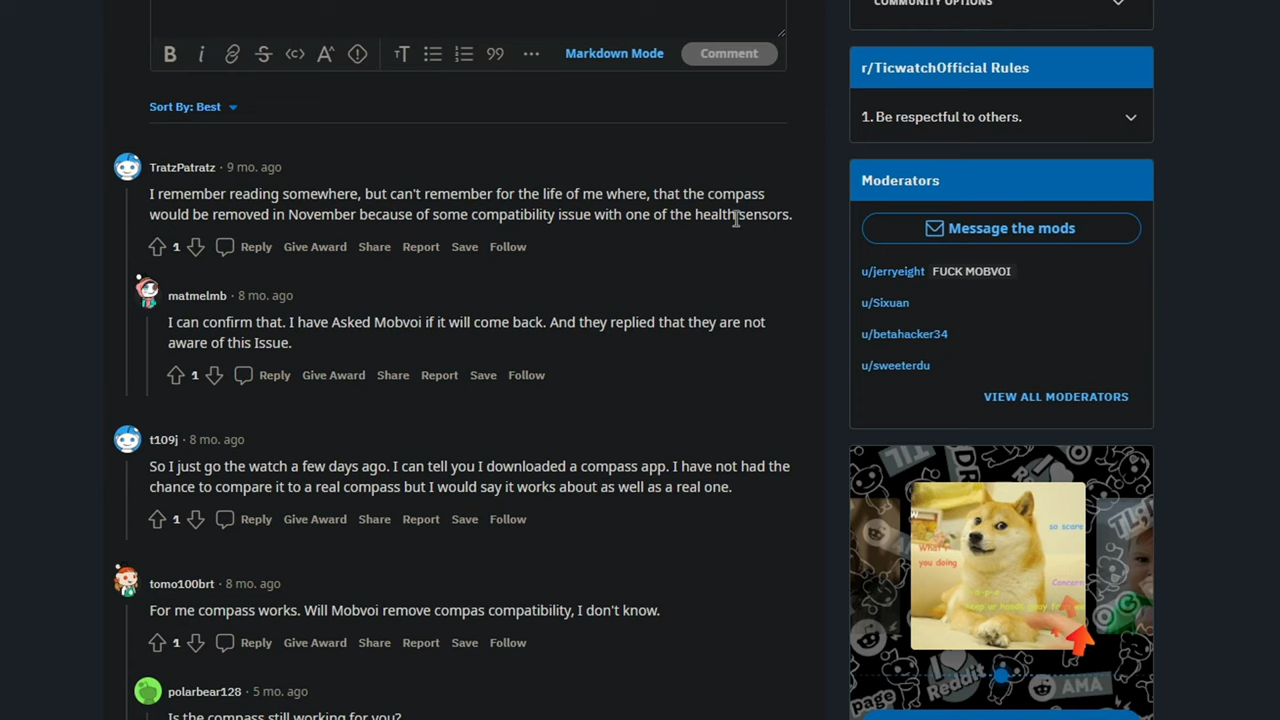 COMMUNITY OPTIONS
Markdown Mode
Comment
Sort By: Best
r/TicwatchOfficial Rules
1. Be respectful to others.
Moderators
Message the mods
u/jerryeight FUCK MOBVOI
u/Sixuan
u/betahacker34
u/sweeterdu
VIEW ALL MODERATORS
TratzPatratz · 9 mo. ago
I remember reading somewhere, but can't remember for the life of me where, that the compass
would be removed in November because of some compatibility issue with one of the health sensors.
1 Reply Give Award Share Report Save Follow
matmelmb · 8 mo. ago
I can confirm that. I have Asked Mobvoi if it will come back. And they replied that they are not
aware of this Issue.
1 Reply Give Award Share Report Save Follow
t109j · 8 mo. ago
So I just go the watch a few days ago. I can tell you I downloaded a compass app. I have not had the
chance to compare it to a real compass but I would say it works about as well as a real one.
1 Reply Give Award Share Report Save Follow
tomo100brt · 8 mo. ago
For me compass works. Will Mobvoi remove compas compatibility, I don't know.
1 Reply Give Award Share Report Save Follow
polarbear128 · 5 mo. ago
Is the compass still working for you?
so scare
you doing
Concern
TL;
Reddit
AMA
page